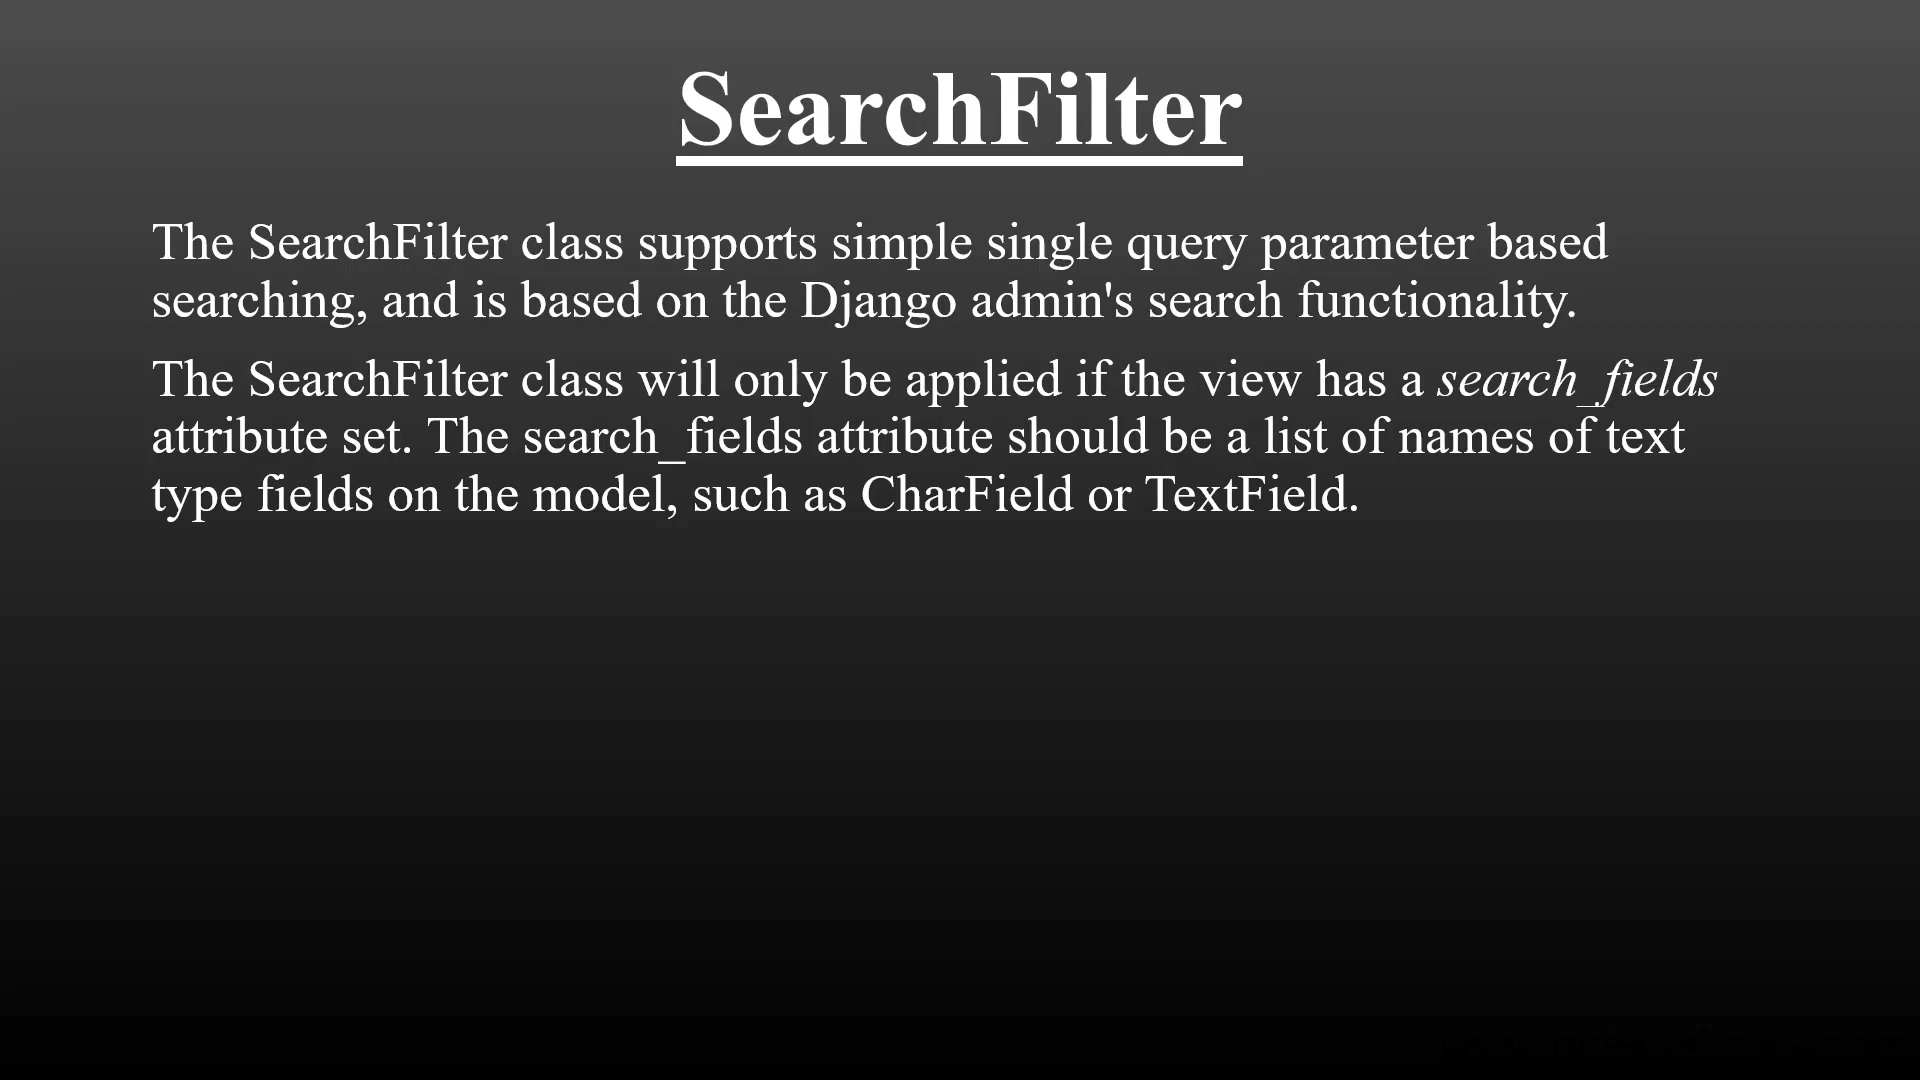 SearchFilter
The SearchFilter class supports simple single query parameter based
searching, and is based on the Django admin's search functionality.
The SearchFilter class will only be applied if the view has a search_fields
attribute set. The search_fields attribute should be a list of names of text
type fields on the model, such as CharField or TextField.